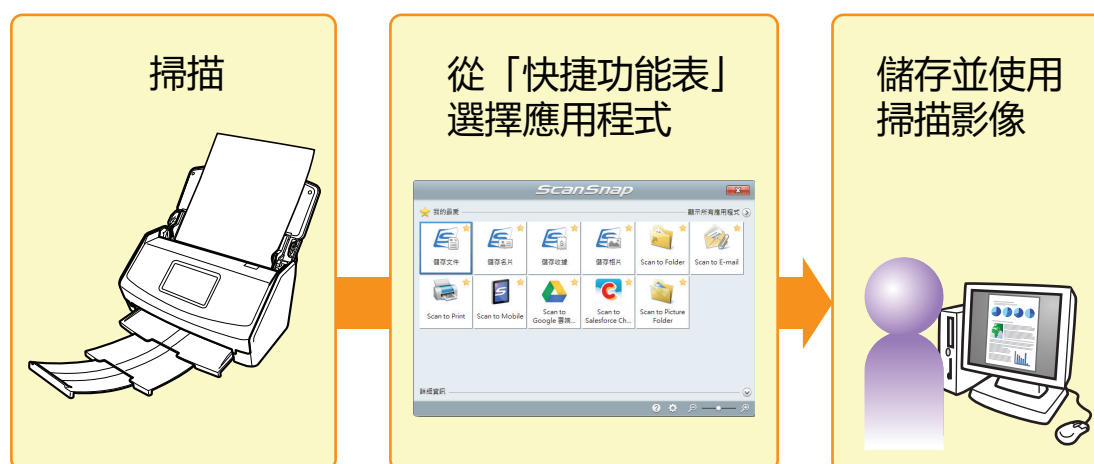 掃描
從「快捷功能表」
選擇應用程式
ScanSnap
我的最愛
顯示所有應用程式
儲存文件
儲存名片
儲存收據
儲存相片
Scan to Folder
Scan to E-mail
Scan to Print
Scan to Mobile
Scan to
Google 雲端...
Scan to
Salesforce Ch...
Scan to Picture
Folder
詳細資訊
儲存並使用
掃描影像